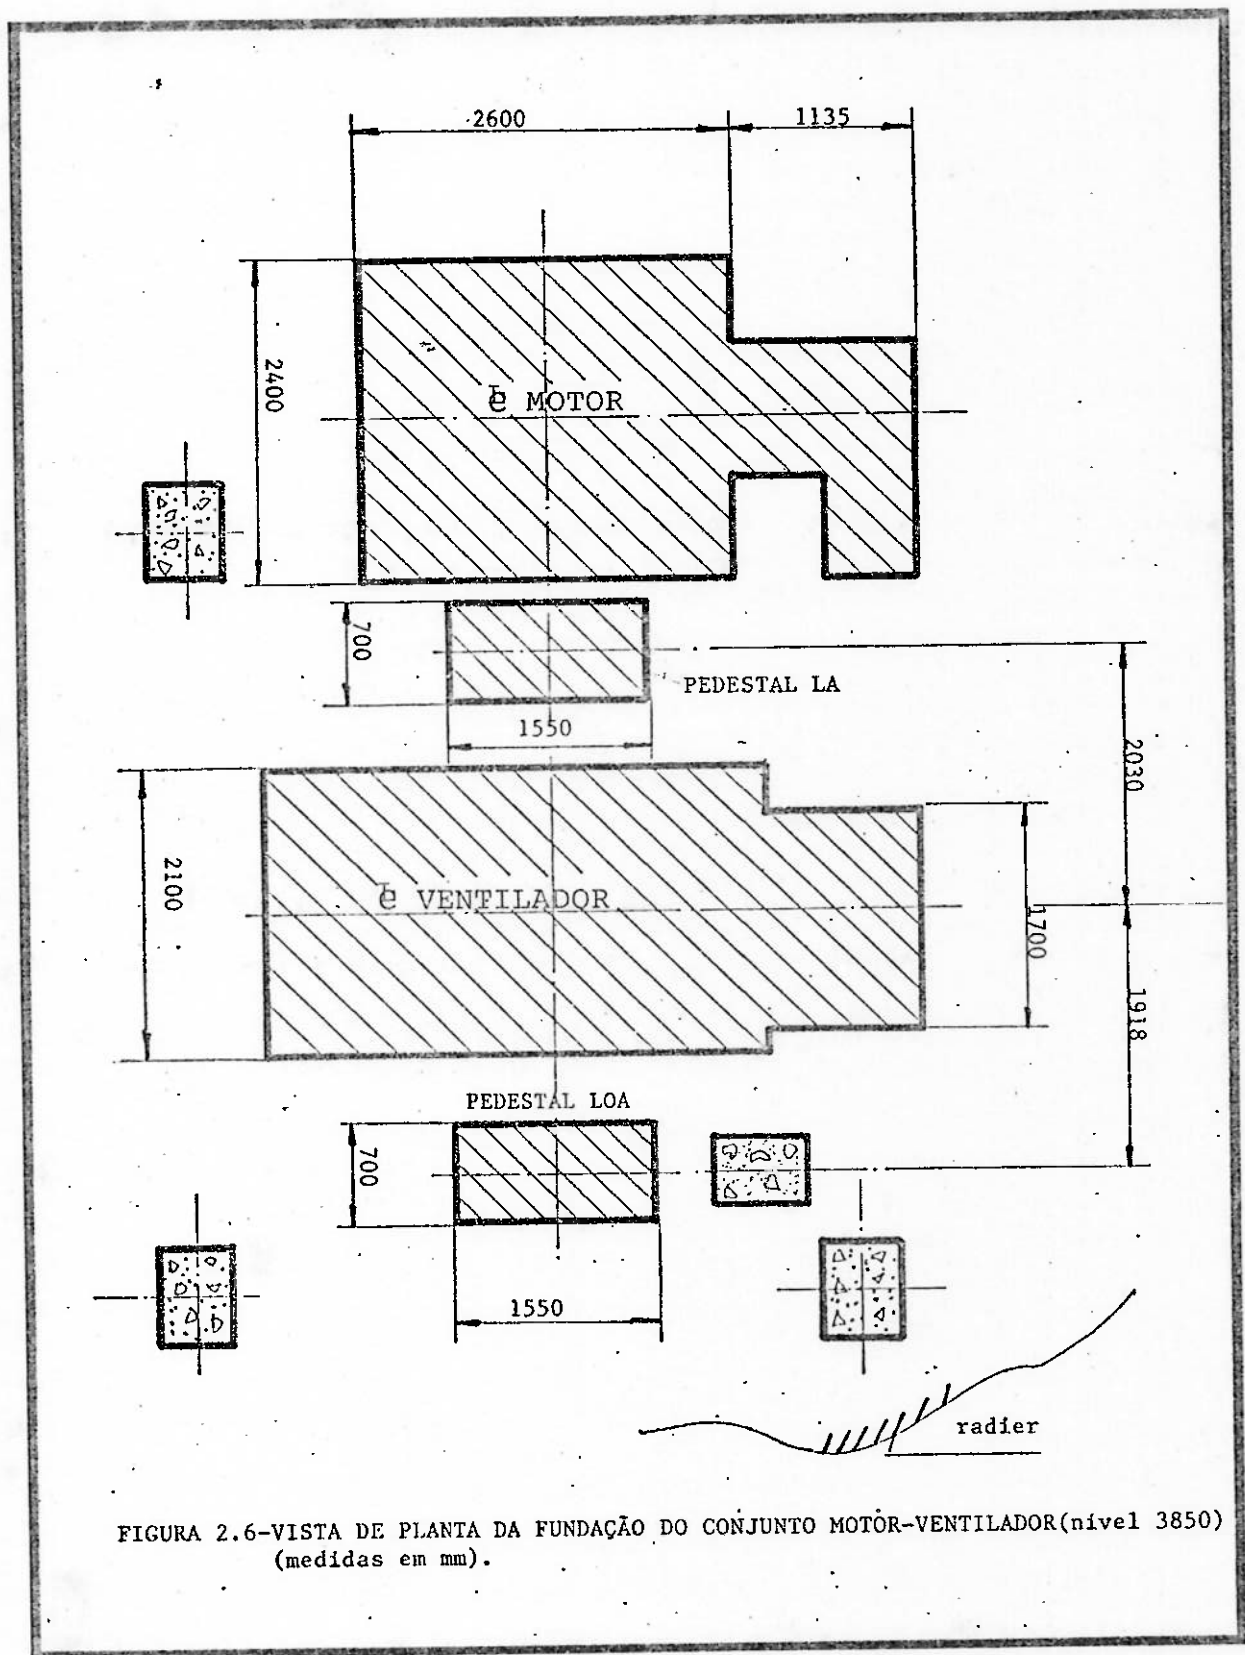 2600
1135
2400
℄ MOTOR
700
PEDESTAL LA
1550
2030
2100
℄ VENTILADOR
1700
1918
PEDESTAL LOA
700
1550
radier
FIGURA 2.6-VISTA DE PLANTA DA FUNDAÇÃO DO CONJUNTO MOTOR-VENTILADOR(nível 3850)
(medidas em mm).